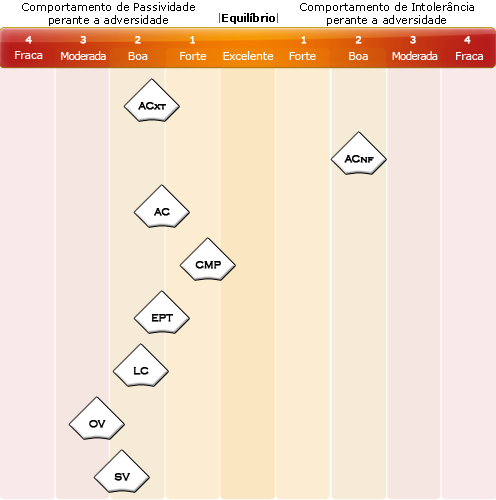 Comportamento de Passividade
perante a adversidade
|Equilíbrio|
Comportamento de Intolerância
perante a adversidade
4 3 2 1 1 2 3 4
Fraca Moderada Boa Forte Excelente Forte Boa Moderada Fraca
ACXT
ACNF
AC
CMP
EPT
LC
OV
SV